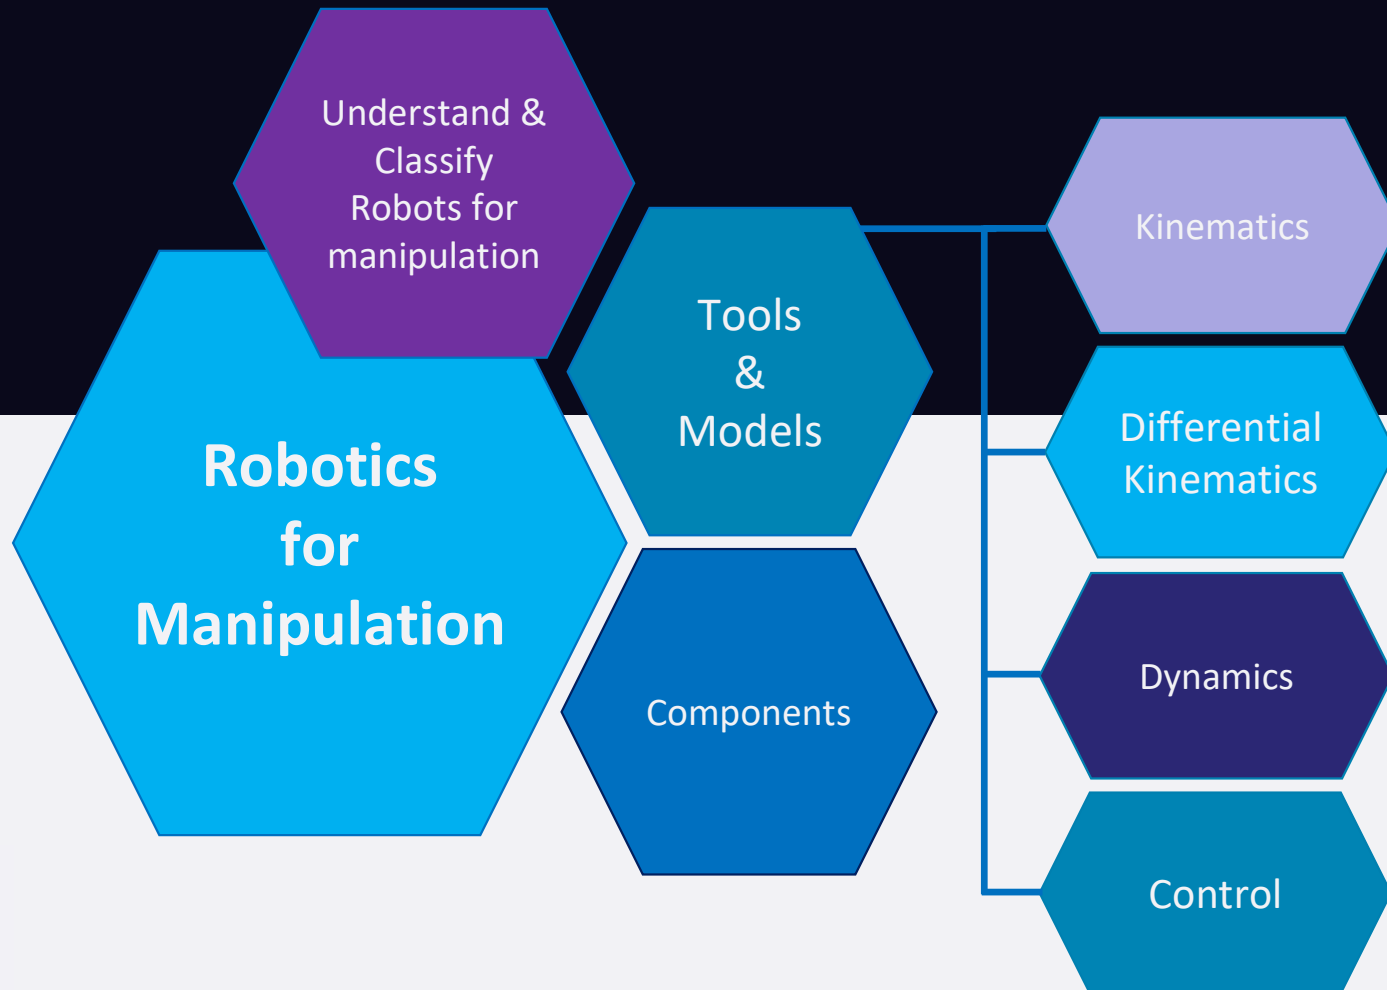 Understand &
Classify
Robots for
manipulation
Robotics
for
Manipulation
Tools
&
Models
Components
Kinematics
Differential
Kinematics
Dynamics
Control